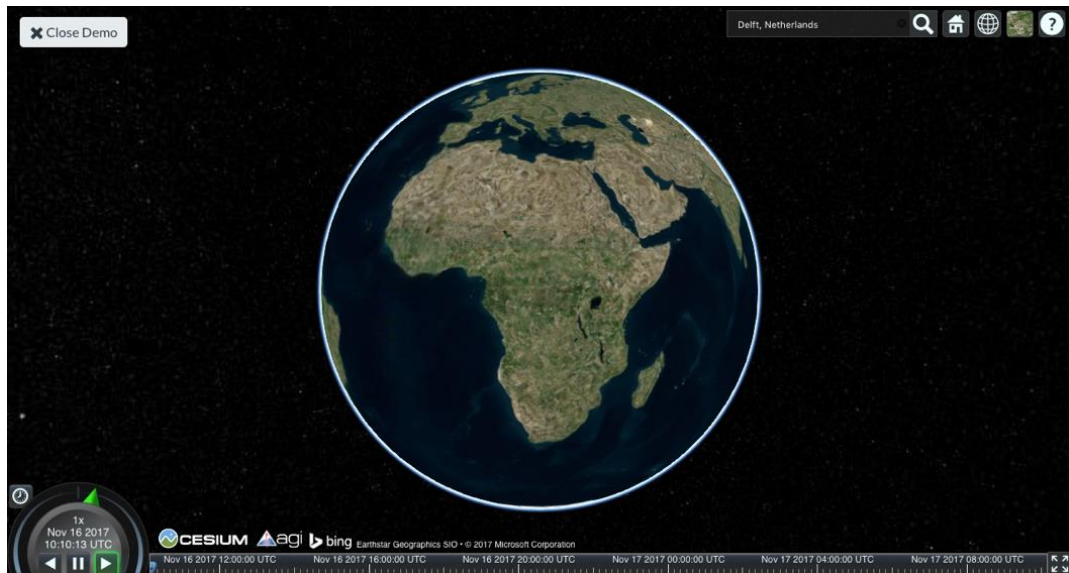 Close Demo
Delft, Netherlands
?
1x
Nov 16 2017
10:10:13 UTC
CESIUM agi bing Earthstar Geographics SIO • © 2017 Microsoft Corporation
Nov 16 2017 12:00:00 UTC Nov 16 2017 16:00:00 UTC Nov 16 2017 20:00:00 UTC Nov 17 2017 00:00:00 UTC Nov 17 2017 04:00:00 UTC Nov 17 2017 08:00:00 UTC